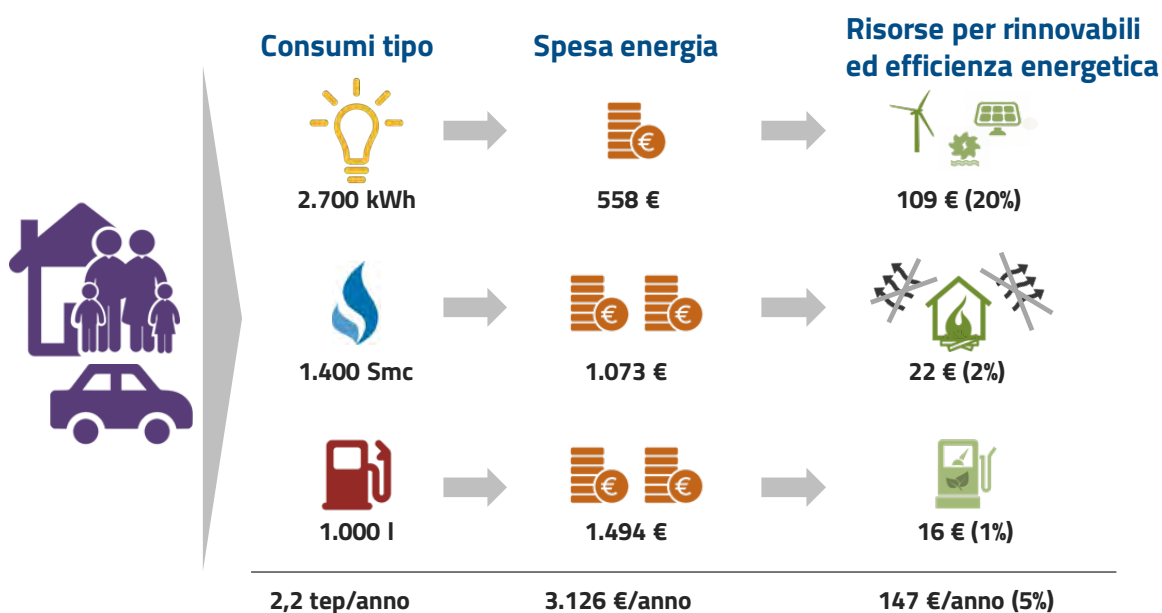 Consumi tipo
Spesa energia
Risorse per rinnovabili
ed efficienza energetica
€
2.700 kWh
558 €
109 € (20%)
€ €
1.400 Smc
1.073 €
22 € (2%)
€ €
1.000 l
1.494 €
16 € (1%)
2,2 tep/anno
3.126 €/anno
147 €/anno (5%)